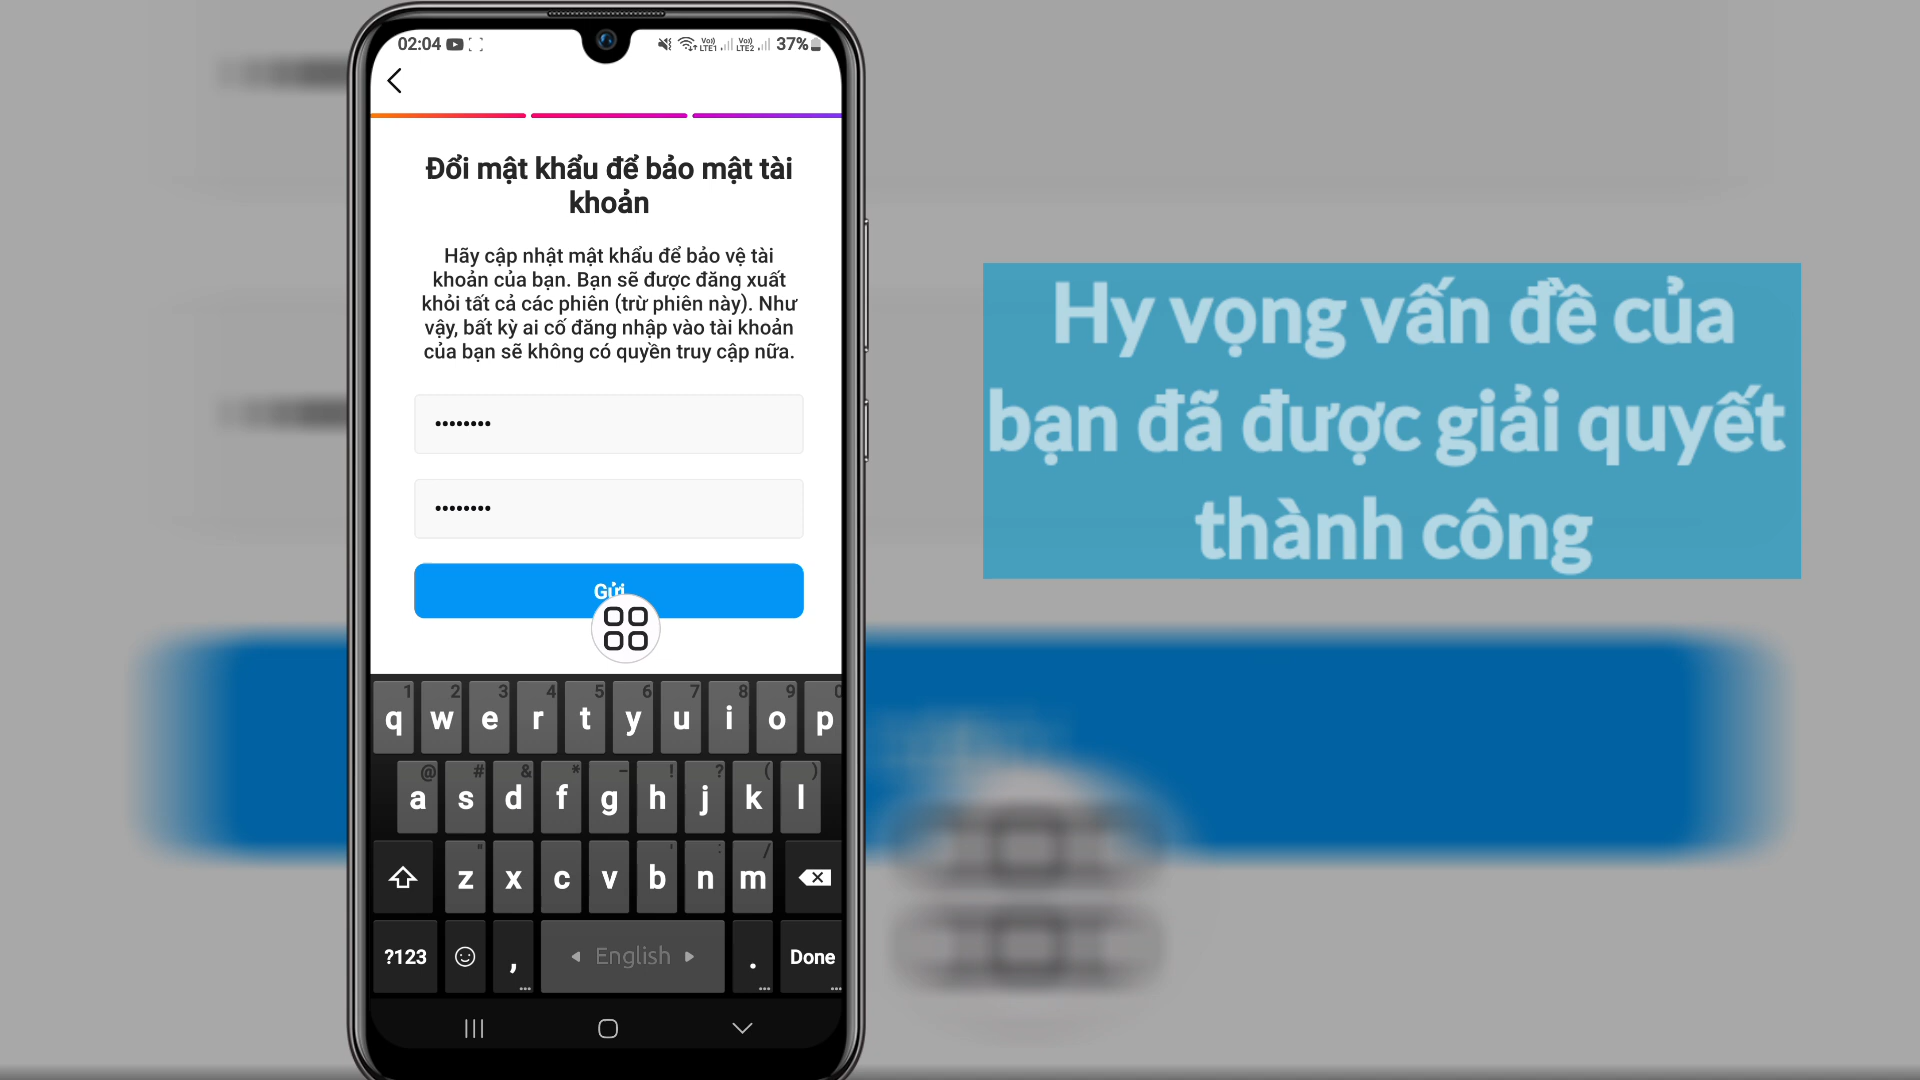 02:04
Vo))
LTE1
Vo))
LTE2
37%
Đổi mật khẩu để bảo mật tài
khoản
Hãy cập nhật mật khẩu để bảo vệ tài
khoản của bạn. Bạn sẽ được đăng xuất
khỏi tất cả các phiên (trừ phiên này). Như
vậy, bất kỳ ai cố đăng nhập vào tài khoản
của bạn sẽ không có quyền truy cập nữa.
••••••••
••••••••
Gửi
1 2 3 4 5 6 7 8 9 0
q w e r t y u i o p
@ # & * - ! ? ( )
a s d f g h j k l
" ' : /
z x c v b n m
?123 , English . Done
Hy vọng vấn đề của
bạn đã được giải quyết
thành công